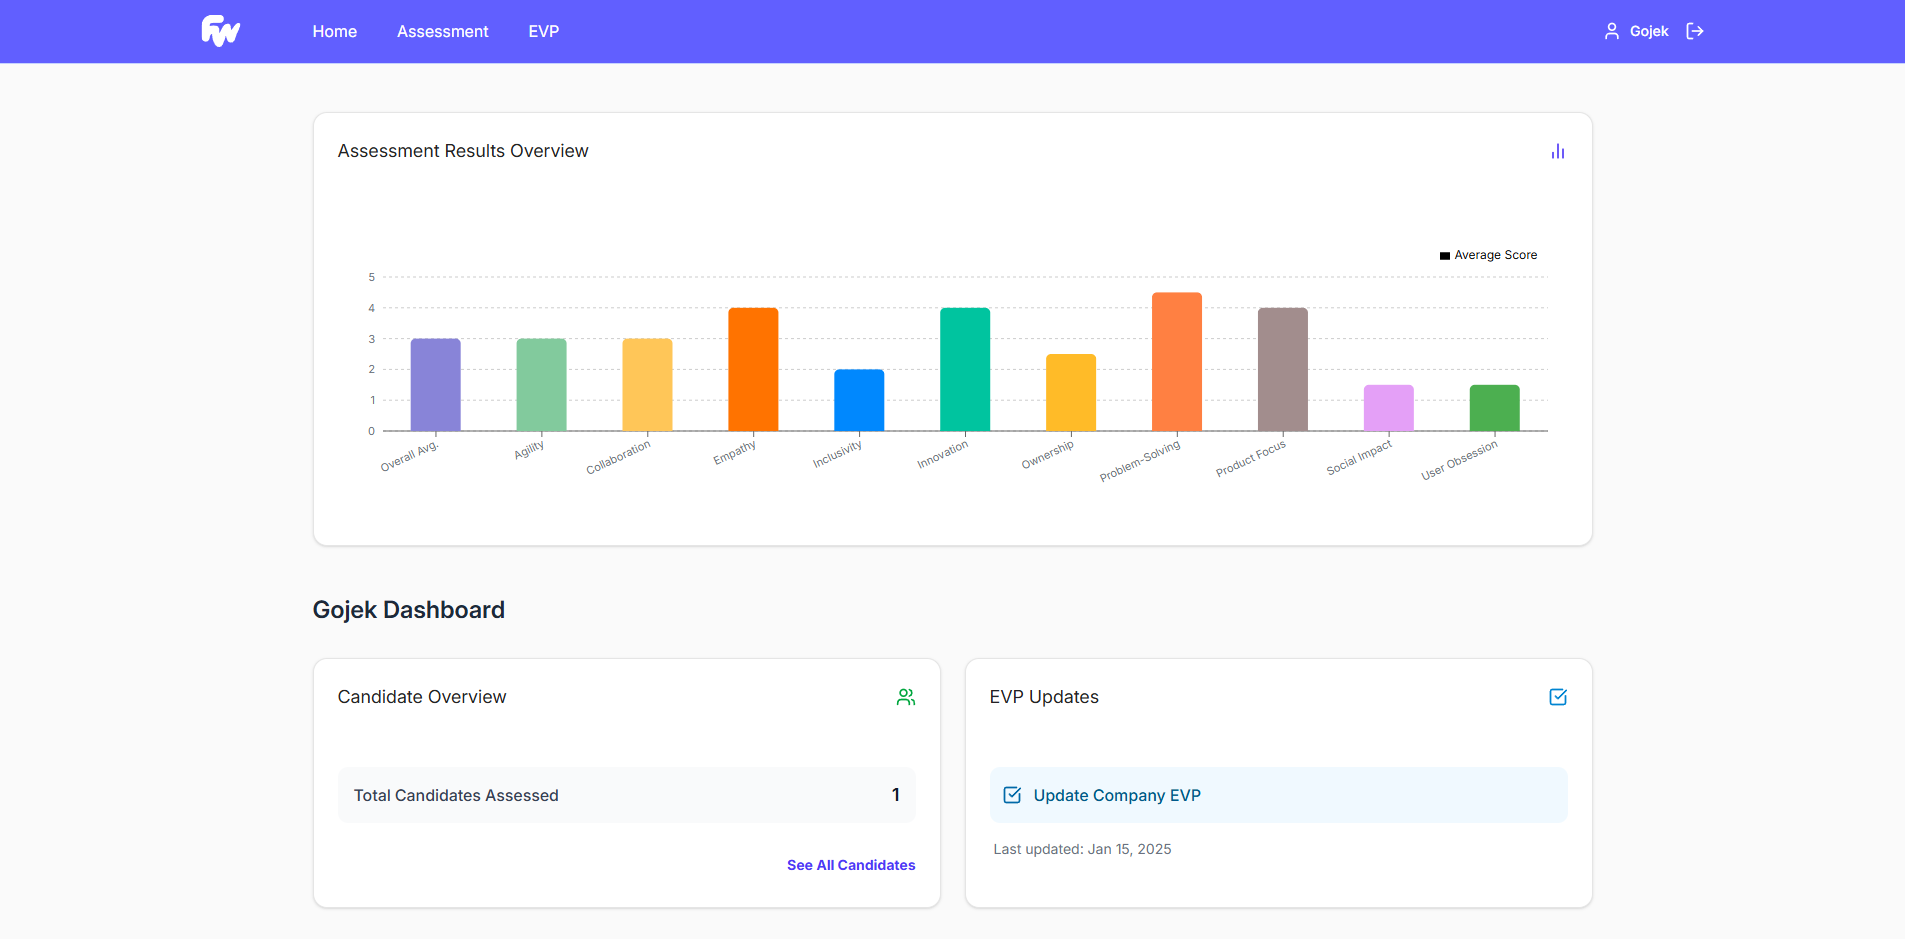 FW
Home Assessment EVP Gojek
Assessment Results Overview
Average Score
5
4
3
2
1
0
Overall Avg. Agility Collaboration Empathy Inclusivity Innovation Ownership Problem-Solving Product Focus Social Impact User Obsession
Gojek Dashboard
Candidate Overview
Total Candidates Assessed 1
See All Candidates
EVP Updates
Update Company EVP
Last updated: Jan 15, 2025